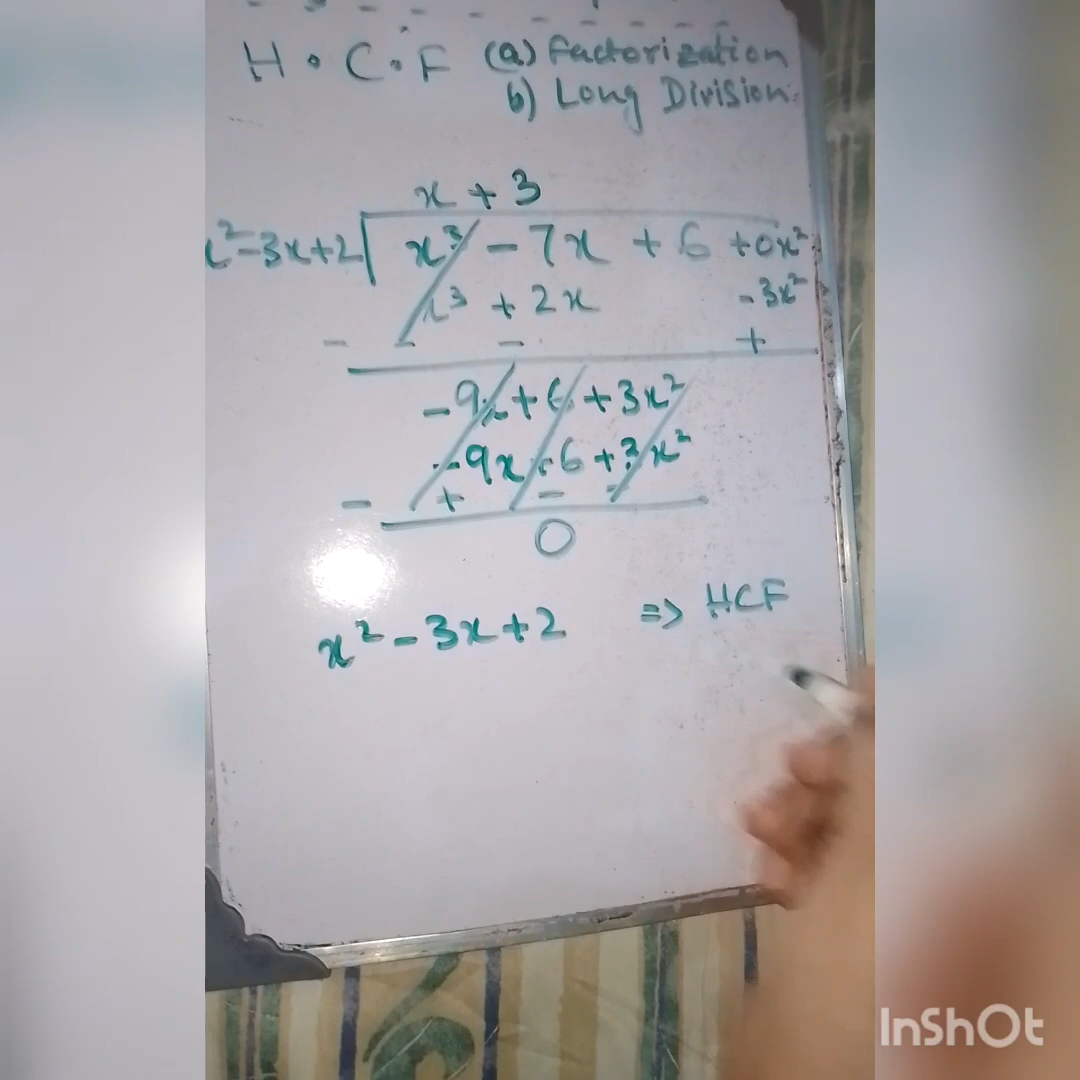 H.C.F (a) Factorization
b) Long Division:
x + 3
x²-3x+2 x³ - 7x + 6 + 0x²
x³ + 2x - 3x²
- - - +
-9x + 6 + 3x²
-9x + 6 + 3x²
- + - -
0
x² - 3x + 2 => HCF
InShOt